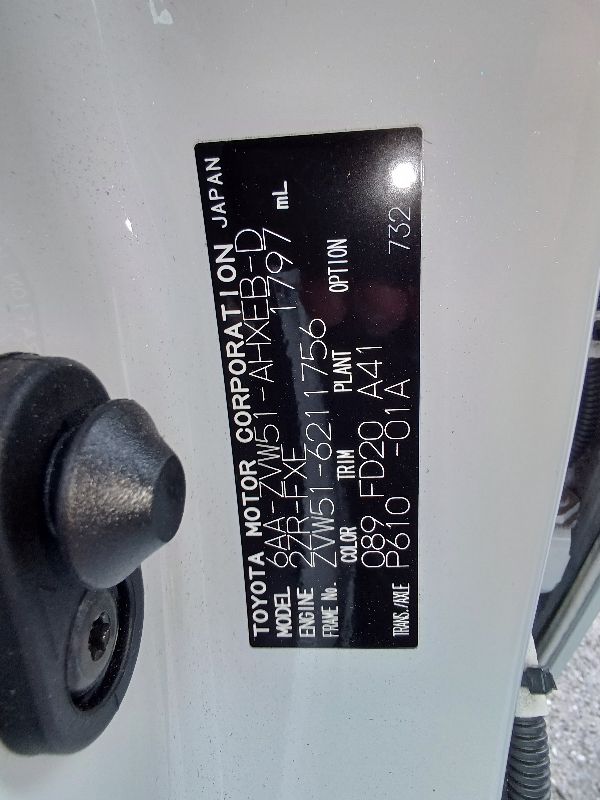 TOYOTA MOTOR CORPORATION JAPAN
MODEL 6AA-ZVW51-AHXEB-D
ENGINE 2ZR-FXE 1797 mL
FRAME No. ZVW51-6211756
COLOR TRIM PLANT OPTION
089 FD20 A41
TRANS./AXLE P610 -01A 732